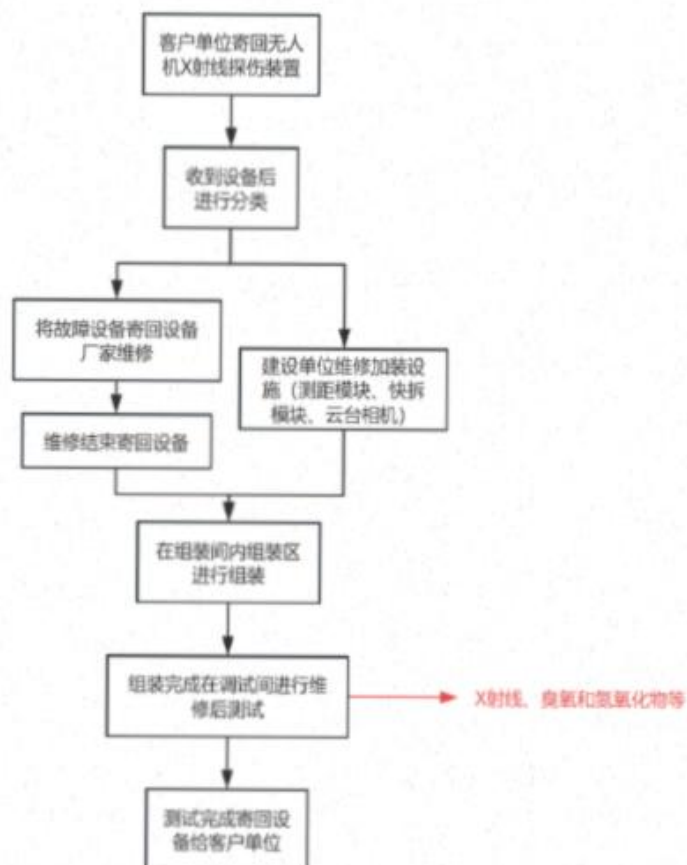 客户单位寄回无人
机X射线探伤装置
收到设备后
进行分类
将故障设备寄回设备
厂家维修
建设单位维修加装设
施（测距模块、快拆
模块、云台相机）
维修结束寄回设备
在组装间内组装区
进行组装
组装完成在调试间进行维
修后测试
X射线、臭氧和氮氧化物等
测试完成寄回设
备给客户单位